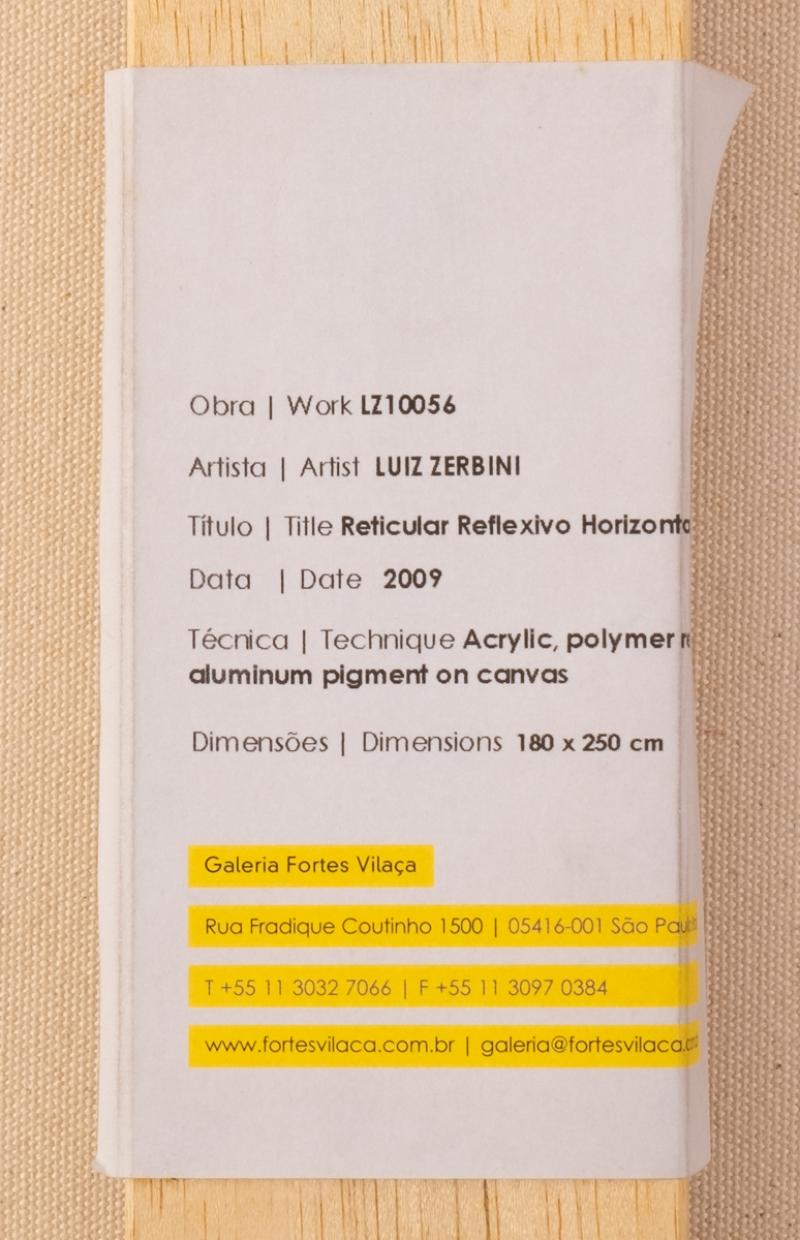 Obra | Work LZ10056
Artista | Artist LUIZ ZERBINI
Título | Title Reticular Reflexivo
Data | Date 2009
Técnica | Technique Acrylic, polymer
aluminum pigment on canvas
Dimensões | Dimensions 180 x 250 cm
Galeria Fortes Vilaça
Rua Fradique Coutinho 1500 | 05416-001 São
T +55 11 3032 7066 | F +55 11 3097 0384
www.fortesvilaca.com.br | galeria@fortesvilaca.